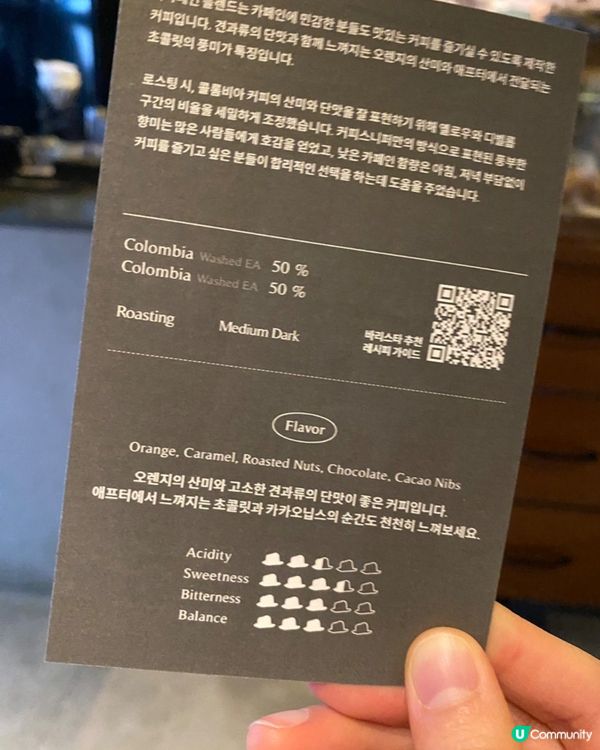 블렌드는 카페인에 민감한 분들도 맛있는 커피를 즐기실 수 있도록 제작한
커피입니다. 견과류의 단맛과 함께 느껴지는 오렌지의 산미와 애프터에서 전달되는
초콜릿의 풍미가 특징입니다.
로스팅 시, 콜롬비아 커피의 산미와 단맛을 잘 표현하기 위해 옐로우와 디벨롭
구간의 비율을 세밀하게 조정했습니다. 커피스니퍼만의 방식으로 표현된 풍부한
향미는 많은 사람들에게 호감을 얻었고, 낮은 카페인 함량은 아침, 저녁 부담없이
커피를 즐기고 싶은 분들이 합리적인 선택을 하는데 도움을 주었습니다.
Colombia Washed EA 50 %
Colombia Washed EA 50 %
Roasting Medium Dark
바리스타 추천
레시피 가이드
Flavor
Orange, Caramel, Roasted Nuts, Chocolate, Cacao Nibs
오렌지의 산미와 고소한 견과류의 단맛이 좋은 커피입니다.
애프터에서 느껴지는 초콜릿과 카카오닙스의 순간도 천천히 느껴보세요.
Acidity
Sweetness
Bitterness
Balance
U Community